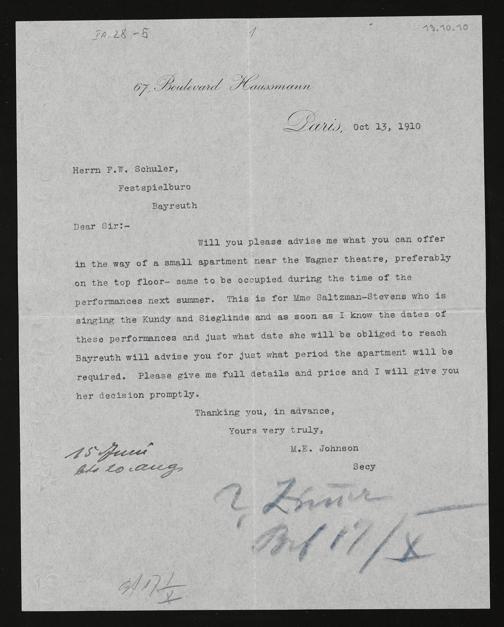 IA.28-5
1
13.10.10
67, Boulevard Haussmann
Paris, Oct 13, 1910
Herrn F.W. Schuler,
Festspielburo
Bayreuth
Dear Sir:-
Will you please advise me what you can offer
in the way of a small apartment near the Wagner theatre, preferably
on the top floor- same to be occupied during the time of the
performances next summer. This is for Mme Saltzman-Stevens who is
singing the Kundy and Sieglinde and as soon as I know the dates of
these performances and just what date she will be obliged to reach
Bayreuth will advise you for just what period the apartment will be
required. Please give me full details and price and I will give you
her decision promptly.
Thanking you, in advance,
Yours very truly,
M.E. Johnson
Secy
15 Juni
bis 20 Aug
2 Zimmer
17/X
17/X